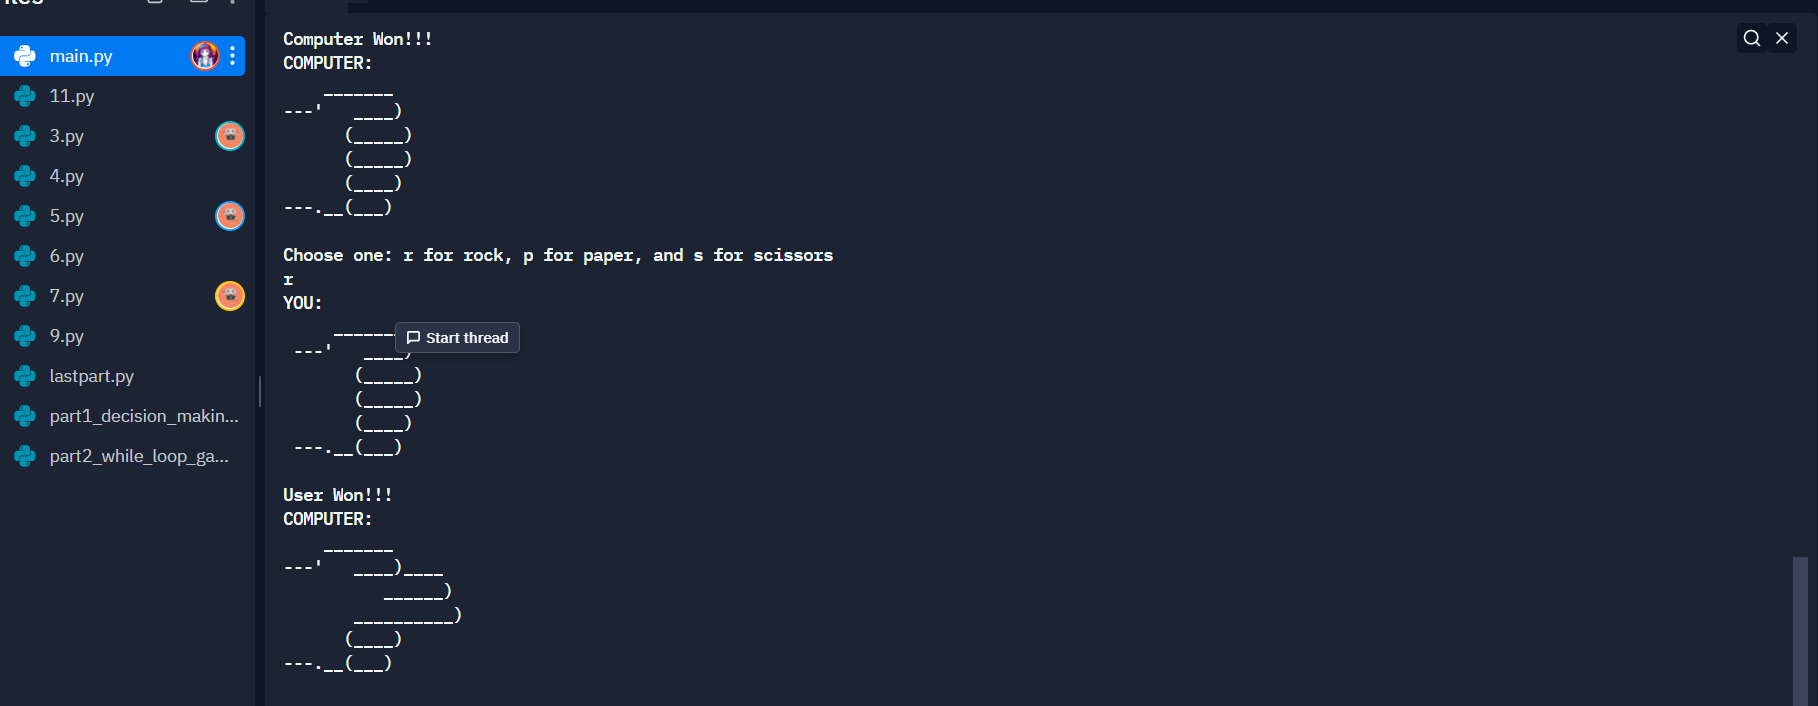 main.py
11.py
3.py
4.py
5.py
6.py
7.py
9.py
lastpart.py
part1_decision_makin...
part2_while_loop_ga...
Computer Won!!!
COMPUTER:
    _______
---'   ____)
      (_____)
      (_____)
      (____)
---.__(___)
Choose one: r for rock, p for paper, and s for scissors
r
YOU:
     _______
 ---'   ____)
       (_____)
       (_____)
       (____)
 ---.__(___)
Start thread
User Won!!!
COMPUTER:
    _______
---'   ____)____
          ______)
       __________)
      (____)
---.__(___)